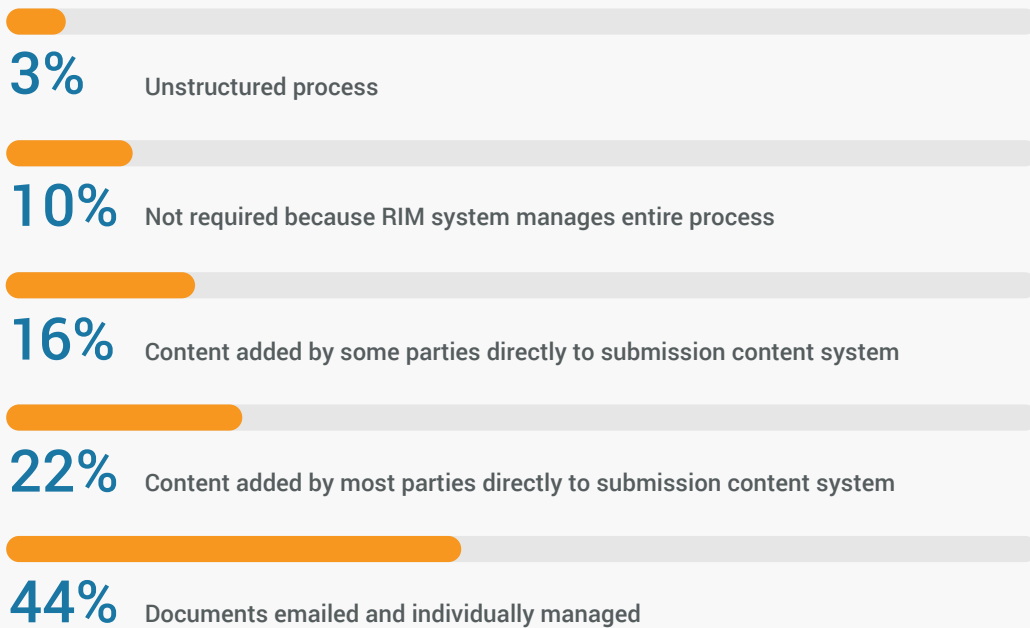 3% Unstructured process
10% Not required because RIM system manages entire process
16% Content added by some parties directly to submission content system
22% Content added by most parties directly to submission content system
44% Documents emailed and individually managed